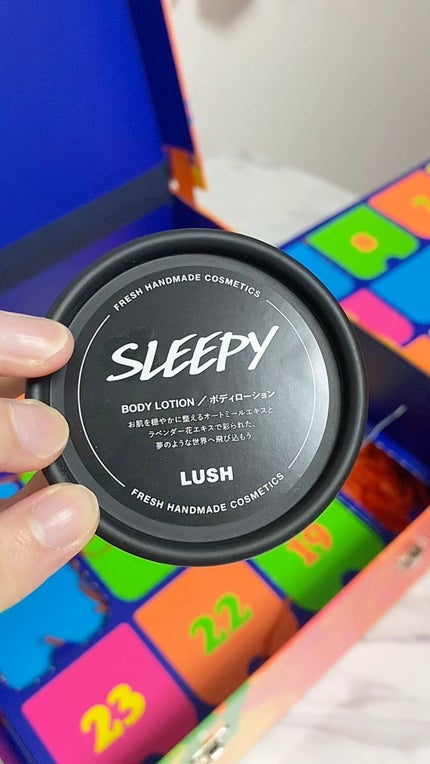 FRESH HANDMADE COSMETICS
SLEEPY
BODY LOTION / ボディローション
お肌を穏やかに整えるオートミールエキスと
ラベンダー花エキスで彩られた、
夢のような世界へ飛び込もう
LUSH
FRESH HANDMADE COSMETICS
19
22
23